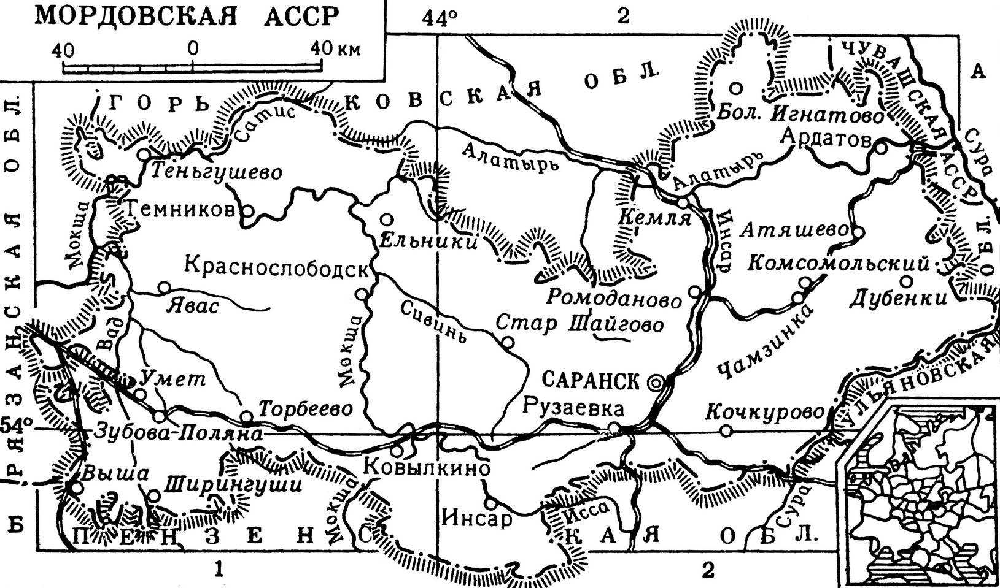 МОРДОВСКАЯ АССР
40 0 40 км
44°
2
А
ГОРЬКОВСКАЯ ОБЛ.
ЧУВАШСКАЯ АССР
РЯЗАНСКАЯ ОБЛ.
Сатис
Бол. Игнатово
Ардатов
Сура
Теньгушево
Алатырь
Алатырь
Мокша
Темников
Кемля
Инсар
Ельники
Атяшево
Краснослободск
Комсомольский
Явас
Ромоданово
Дубенки
Сивинь
Стар Шайгово
Вад
Мокша
Чамзинка
Умет
САРАНСК
УЛЬЯНОВСКАЯ ОБЛ.
Торбеево
Рузаевка
Кочкурово
54°
Зубова-Поляна
Выша
Ковылкино
Ширингуши
Мокша
Инсар
Исса
Сура
Б
ПЕНЗЕНСКАЯ ОБЛ.
1
2